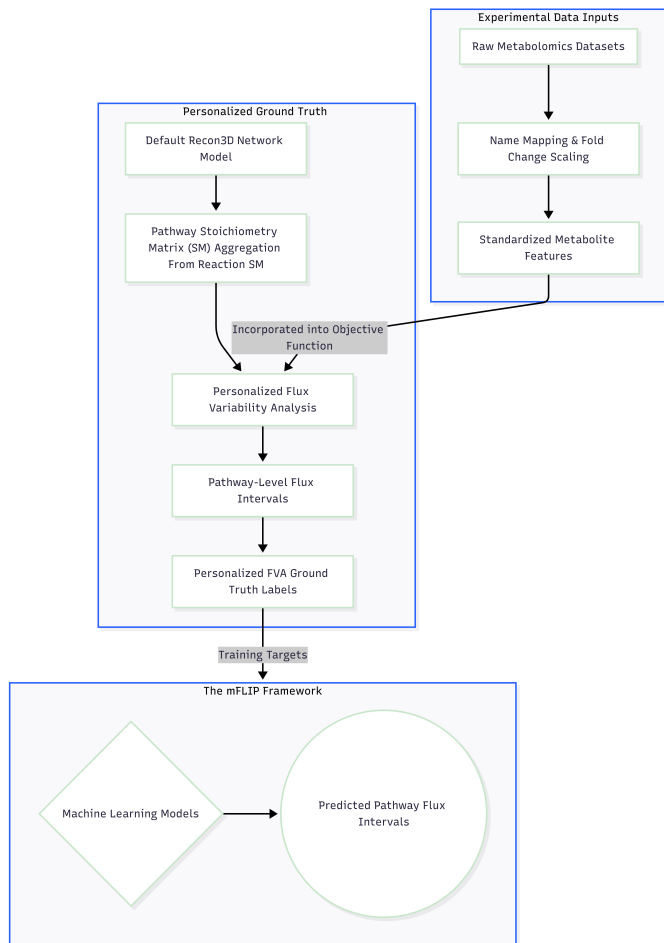 Experimental Data Inputs
Raw Metabolomics Datasets
Name Mapping & Fold
Change Scaling
Standardized Metabolite
Features
Personalized Ground Truth
Default Recon3D Network
Model
Pathway Stoichiometry
Matrix (SM) Aggregation
From Reaction SM
Incorporated into Objective
Function
Personalized Flux
Variability Analysis
Pathway-Level Flux
Intervals
Personalized FVA Ground
Truth Labels
Training Targets
The mFLIP Framework
Machine Learning Models
Predicted Pathway Flux
Intervals